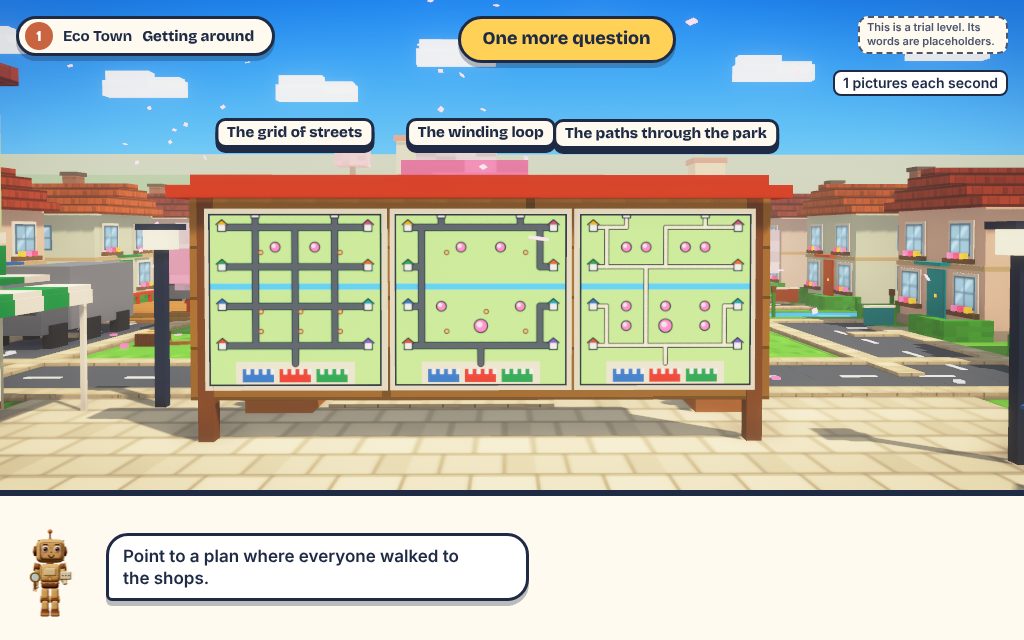 1 Eco Town Getting around
One more question
This is a trial level. Its
words are placeholders.
1 pictures each second
The grid of streets
The winding loop
The paths through the park
Point to a plan where everyone walked to
the shops.